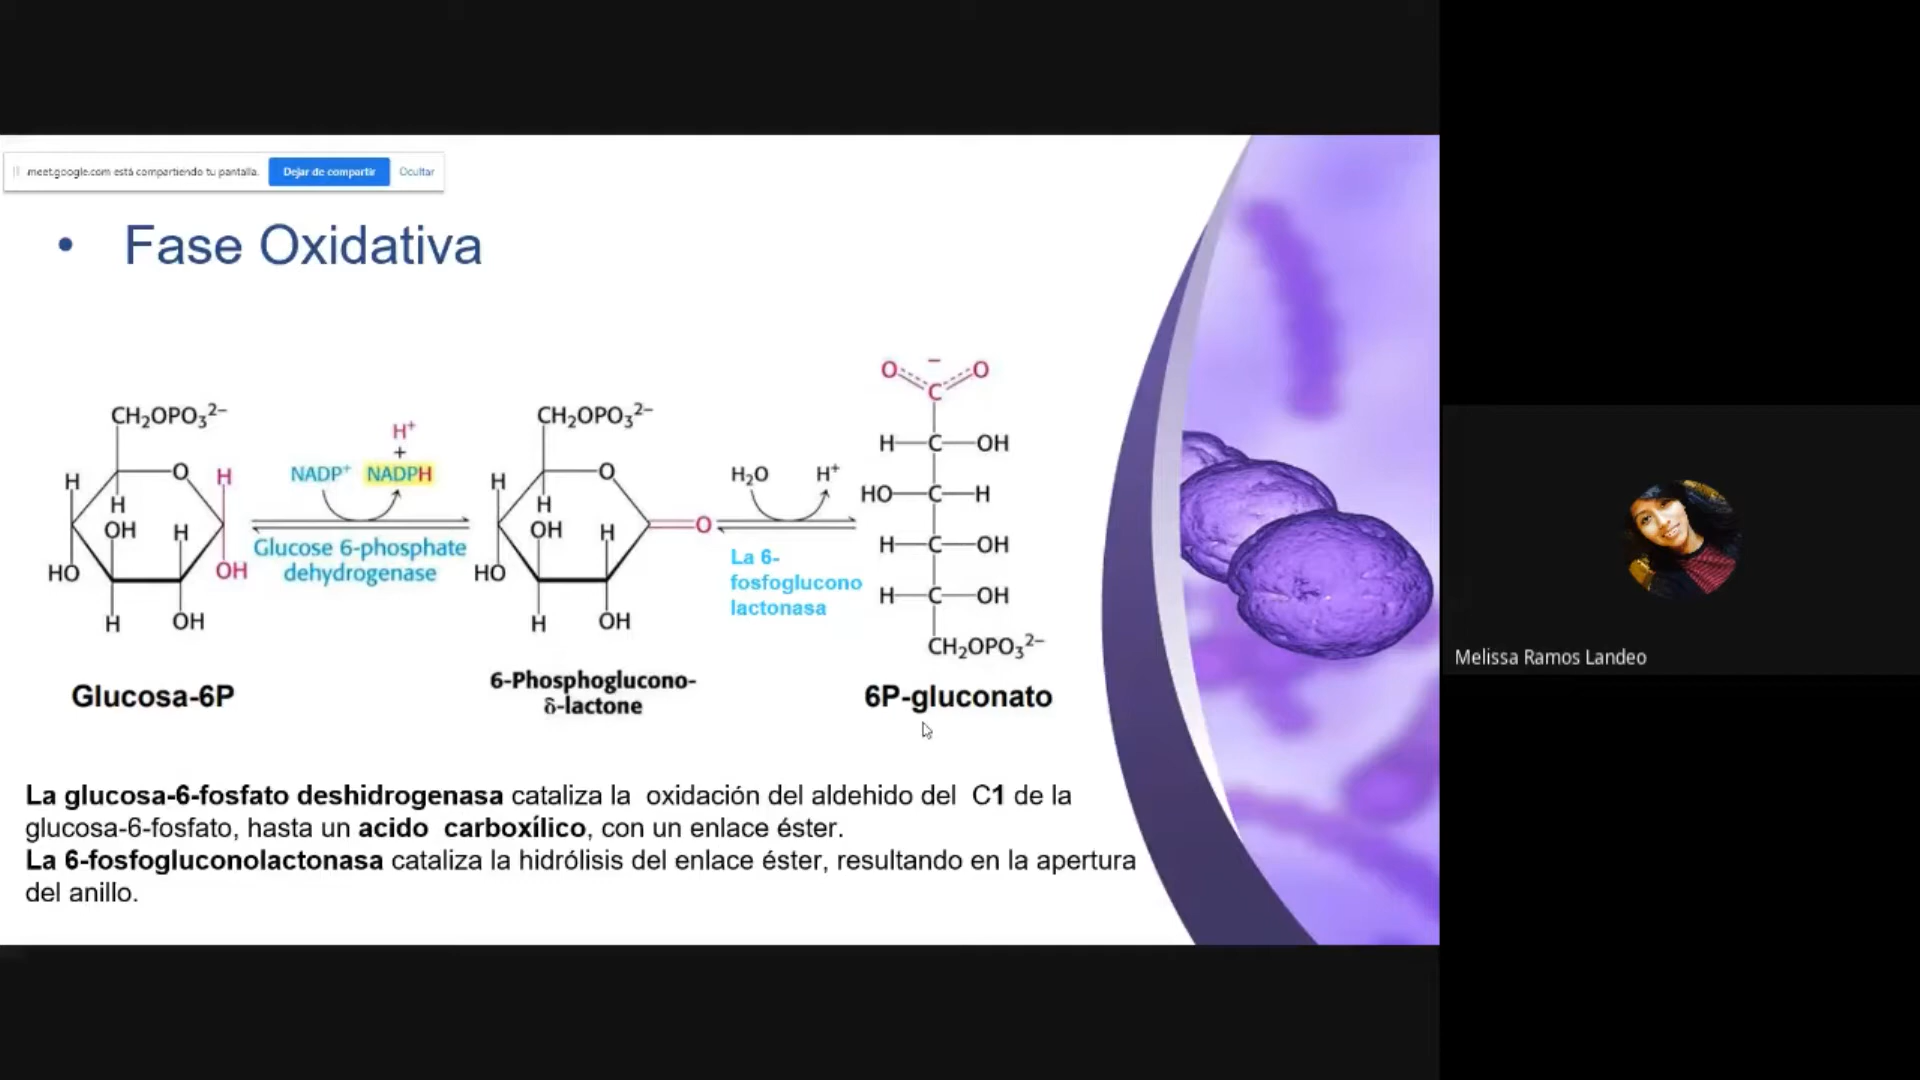 meet.google.com está compartiendo tu pantalla. Dejar de compartir Ocultar
• Fase Oxidativa
CH₂OPO₃²⁻
H
O
H
H
OH
H
HO
OH
H
OH
Glucosa-6P
H⁺
+
NADP⁺ NADPH
Glucose 6-phosphate
dehydrogenase
CH₂OPO₃²⁻
H
O
H
OH
H
O
HO
H
OH
6-Phosphoglucono-
δ-lactone
H₂O H⁺
La 6-
fosfoglucono
lactonasa
−
O O
C
H C OH
HO C H
H C OH
H C OH
CH₂OPO₃²⁻
6P-gluconato
La glucosa-6-fosfato deshidrogenasa cataliza la oxidación del aldehido del C1 de la
glucosa-6-fosfato, hasta un acido carboxílico, con un enlace éster.
La 6-fosfogluconolactonasa cataliza la hidrólisis del enlace éster, resultando en la apertura
del anillo.
Melissa Ramos Landeo